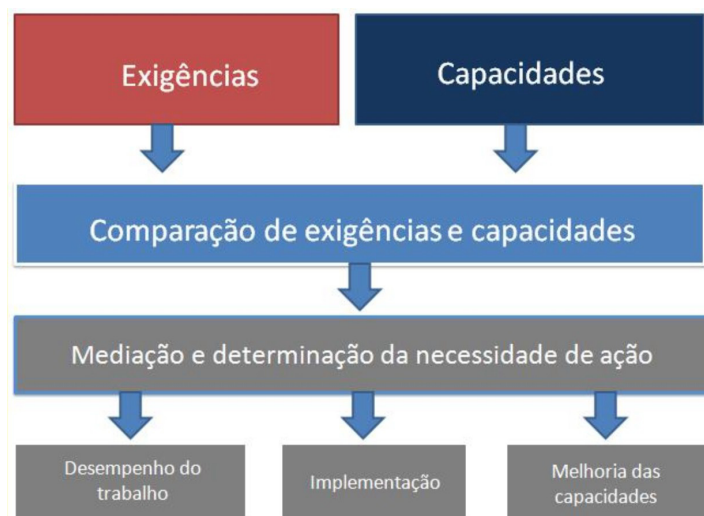 Exigências
Capacidades
Comparação de exigências e capacidades
Mediação e determinação da necessidade de ação
Desempenho do
trabalho
Implementação
Melhoria das
capacidades